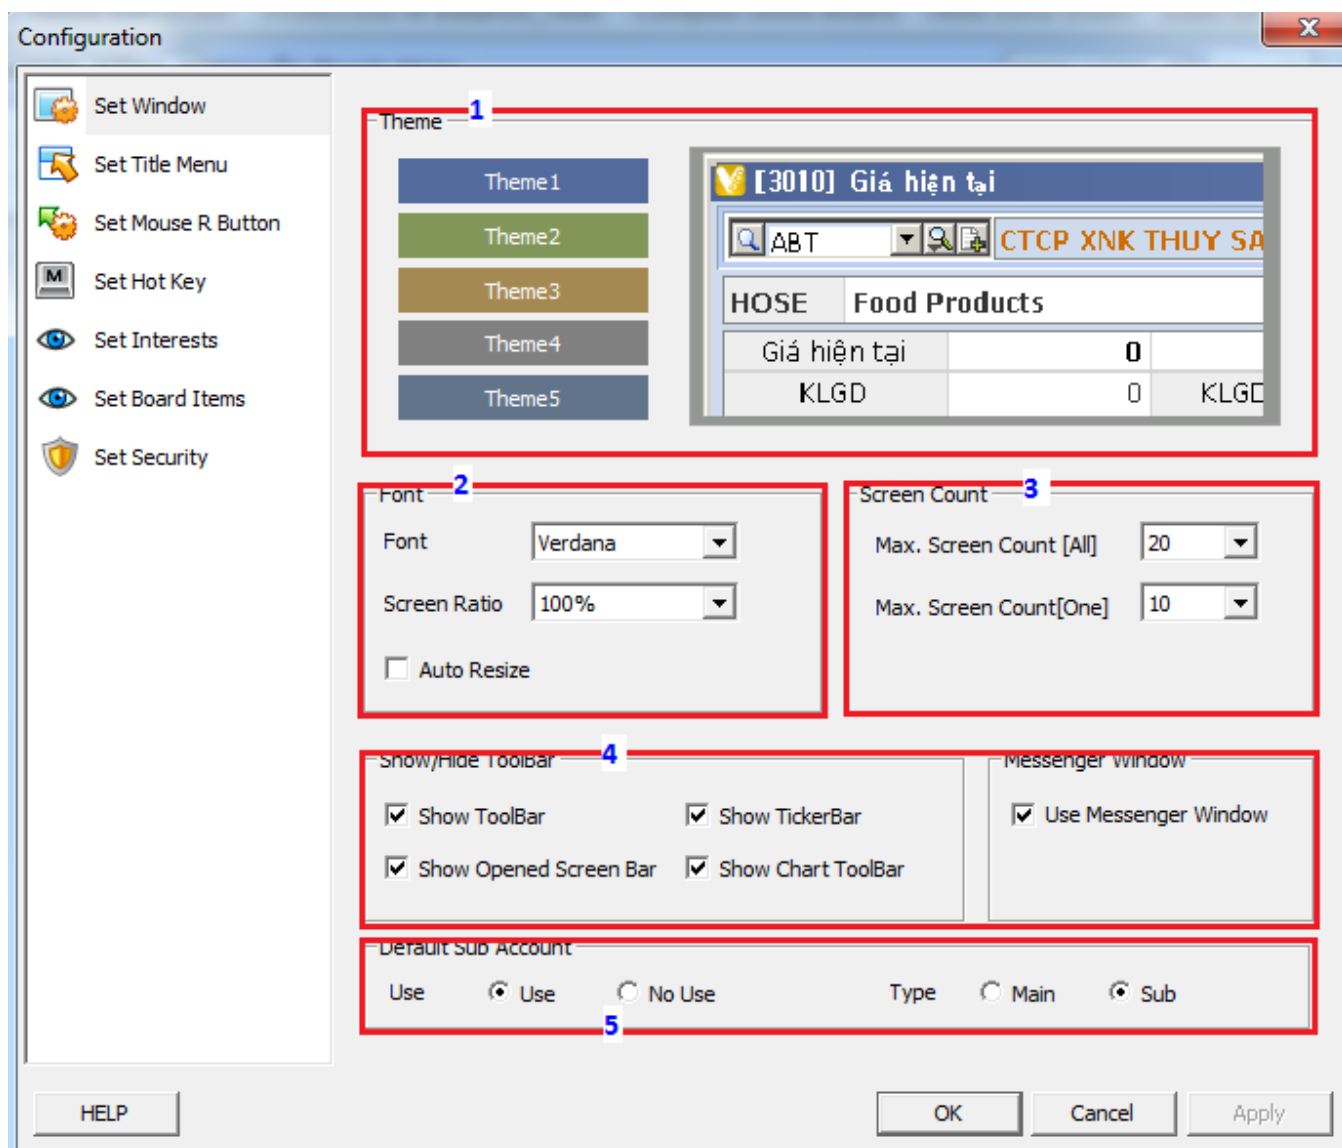 Configuration
X
Set Window
Set Title Menu
Set Mouse R Button
M
Set Hot Key
Set Interests
Set Board Items
Set Security
1
Theme
Theme1
Theme2
Theme3
Theme4
Theme5
[3010] Giá hiện tại
ABT CTCP XNK THUY SA
HOSE Food Products
Giá hiện tại 0
KLGD 0 KLGD
2
Font
Font Verdana
Screen Ratio 100%
Auto Resize
3
Screen Count
Max. Screen Count [All] 20
Max. Screen Count[One] 10
4
Show/Hide ToolBar
Show ToolBar Show TickerBar
Show Opened Screen Bar Show Chart ToolBar
Messenger Window
Use Messenger Window
Default Sub Account
Use Use No Use Type Main Sub
5
HELP OK Cancel Apply